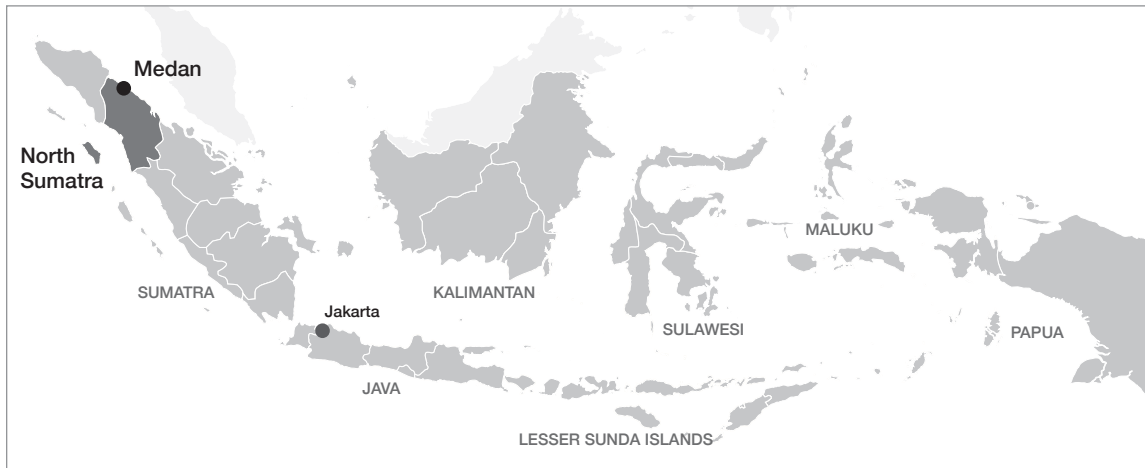 Medan
North
Sumatra
MALUKU
SUMATRA
KALIMANTAN
Jakarta
SULAWESI
PAPUA
JAVA
LESSER SUNDA ISLANDS